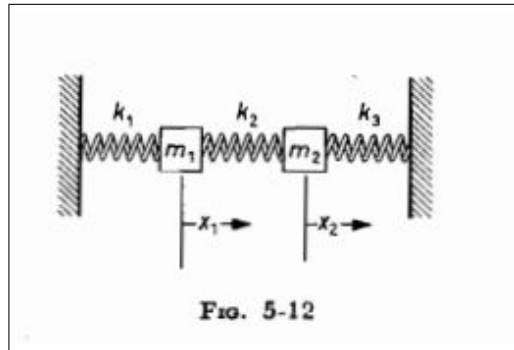 k₁ k₂ k₃
m₁ m₂
x₁ x₂
FIG. 5-12